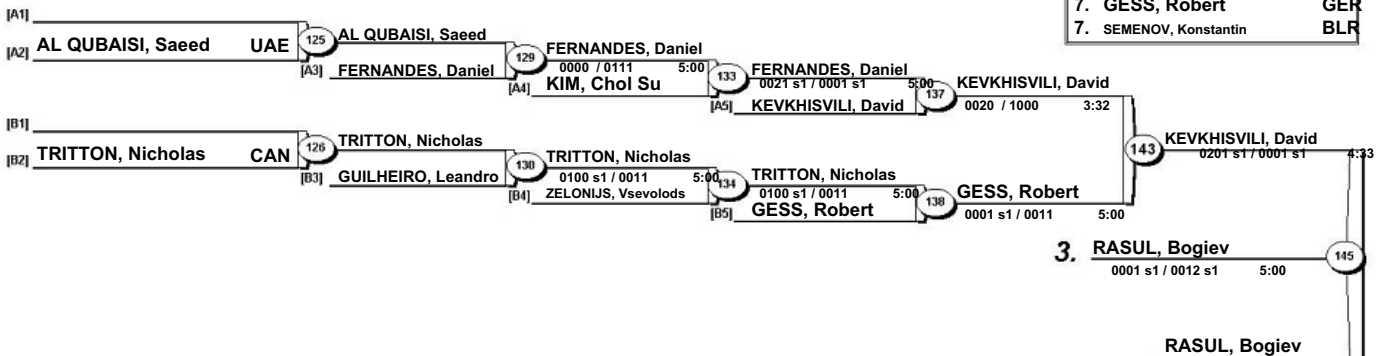 7. GESS, Robert GER
7. SEMENOV, Konstantin BLR
[A1]
[A2] AL QUBAISI, Saeed UAE
125
AL QUBAISI, Saeed
[A3] FERNANDES, Daniel
129
FERNANDES, Daniel
0000 / 0111 5:00
[A4] KIM, Chol Su
133
FERNANDES, Daniel
0021 s1 / 0001 s1 5:00
[A5] KEVKHISVILI, David
137
KEVKHISVILI, David
0020 / 1000 3:32
[B1]
[B2] TRITTON, Nicholas CAN
126
TRITTON, Nicholas
[B3] GUILHEIRO, Leandro
130
TRITTON, Nicholas
0100 s1 / 0011 5:00
[B4] ZELONIJS, Vsevolods
134
TRITTON, Nicholas
0100 s1 / 0011 5:00
[B5] GESS, Robert
138
GESS, Robert
0001 s1 / 0011 5:00
143
KEVKHISVILI, David
0201 s1 / 0001 s1 4:33
3. RASUL, Bogiev
0001 s1 / 0012 s1 5:00
145
RASUL, Bogiev